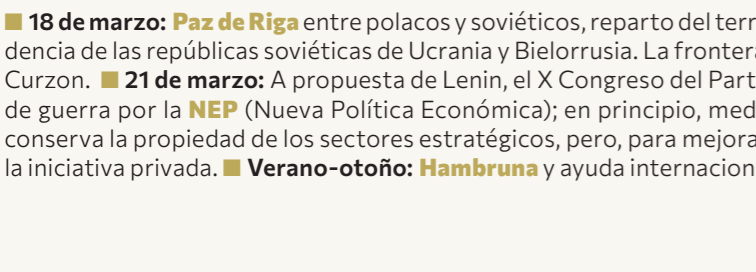 ■ 18 de marzo: Paz de Riga entre polacos y soviéticos, reparto del terr
dencia de las repúblicas soviéticas de Ucrania y Bielorrusia. La frontera
Curzon. ■ 21 de marzo: A propuesta de Lenin, el X Congreso del Part
de guerra por la NEP (Nueva Política Económica); en principio, med
conserva la propiedad de los sectores estratégicos, pero, para mejora
la iniciativa privada. ■ Verano-otoño: Hambruna y ayuda internacion